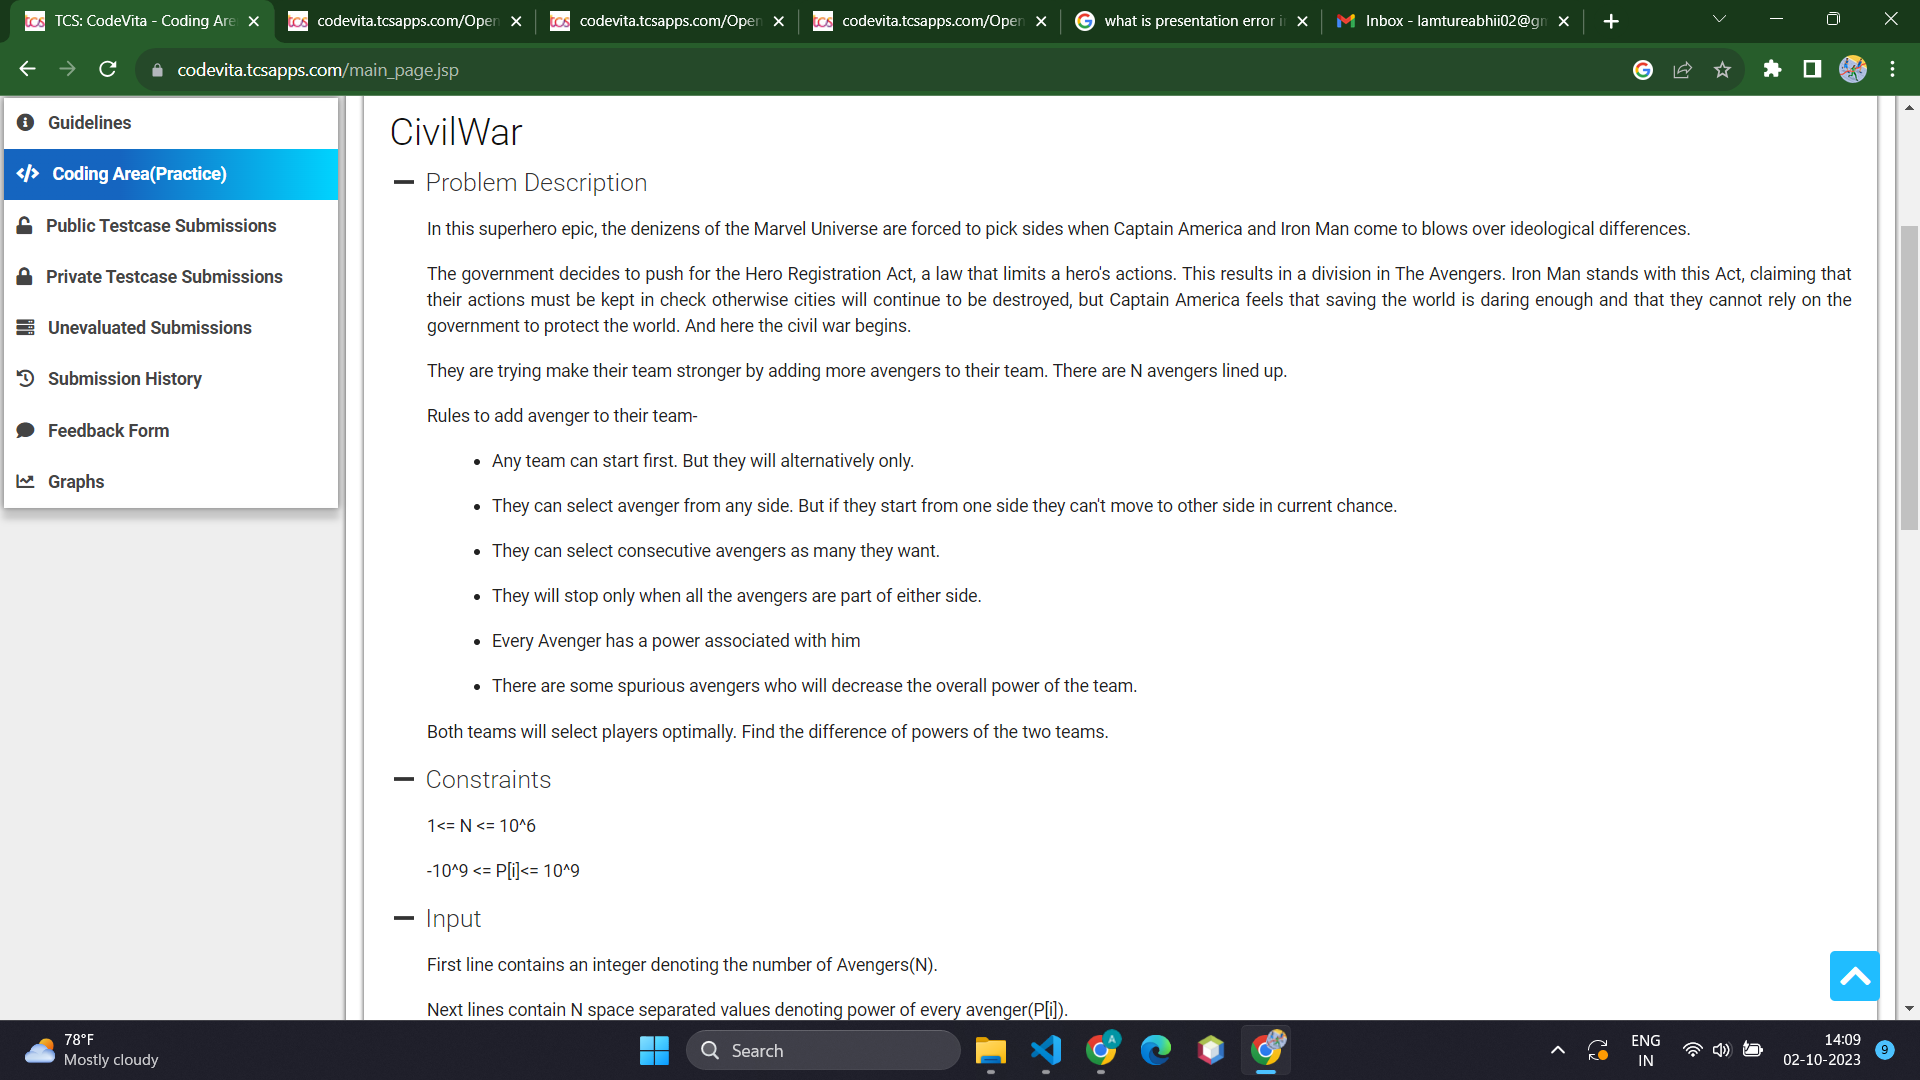 TCS: CodeVita - Coding Are
codevita.tcsapps.com/Open
codevita.tcsapps.com/Open
codevita.tcsapps.com/Open
what is presentation error i
Inbox - lamtureabhii02@gm
codevita.tcsapps.com/main_page.jsp
Guidelines
Coding Area(Practice)
Public Testcase Submissions
Private Testcase Submissions
Unevaluated Submissions
Submission History
Feedback Form
Graphs
CivilWar
Problem Description
In this superhero epic, the denizens of the Marvel Universe are forced to pick sides when Captain America and Iron Man come to blows over ideological differences.
The government decides to push for the Hero Registration Act, a law that limits a hero's actions. This results in a division in The Avengers. Iron Man stands with this Act, claiming that
their actions must be kept in check otherwise cities will continue to be destroyed, but Captain America feels that saving the world is daring enough and that they cannot rely on the
government to protect the world. And here the civil war begins.
They are trying make their team stronger by adding more avengers to their team. There are N avengers lined up.
Rules to add avenger to their team-
• Any team can start first. But they will alternatively only.
• They can select avenger from any side. But if they start from one side they can't move to other side in current chance.
• They can select consecutive avengers as many they want.
• They will stop only when all the avengers are part of either side.
• Every Avenger has a power associated with him
• There are some spurious avengers who will decrease the overall power of the team.
Both teams will select players optimally. Find the difference of powers of the two teams.
Constraints
1<= N <= 10^6
-10^9 <= P[i]<= 10^9
Input
First line contains an integer denoting the number of Avengers(N).
Next lines contain N space separated values denoting power of every avenger(P[i]).
78°F
Mostly cloudy
Search
A
ENG
IN
14:09
02-10-2023
9